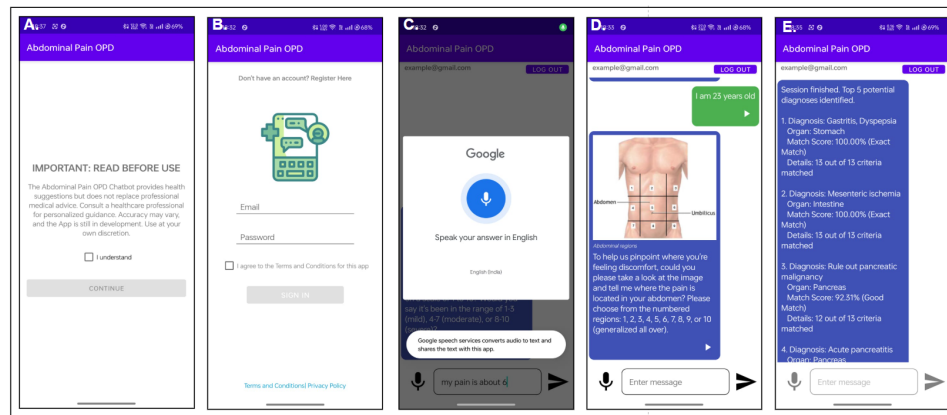 A
37
69%
Abdominal Pain OPD
IMPORTANT: READ BEFORE USE
The Abdominal Pain OPD Chatbot provides health
suggestions but does not replace professional
medical advice. Consult a healthcare professional
for personalized guidance. Accuracy may vary,
and the App is still in development. Use at your
own discretion.
I understand
CONTINUE
B
32
68%
Abdominal Pain OPD
Don't have an account? Register Here
Email
Password
I agree to the Terms and Conditions for this app
SIGN IN
Terms and Conditions| Privacy Policy
C
32
Abdominal Pain OPD
example@gmail.com
LOG OUT
Google
Speak your answer in English
English (India)
say it's been in the range of 1-3
(mild), 4-7 (moderate), or 8-10
Google speech services converts audio to text and
shares the text with this app.
my pain is about 6
D
33
68%
Abdominal Pain OPD
example@gmail.com
LOG OUT
I am 23 years old
Abdomen
Umbilicus
Abdominal regions
To help us pinpoint where you're
feeling discomfort, could you
please take a look at the image
and tell me where the pain is
located in your abdomen? Please
choose from the numbered
regions: 1, 2, 3, 4, 5, 6, 7, 8, 9, or 10
(generalized all over).
Enter message
E
35
68%
Abdominal Pain OPD
example@gmail.com
LOG OUT
Session finished. Top 5 potential
diagnoses identified.
1. Diagnosis: Gastritis, Dyspepsia
Organ: Stomach
Match Score: 100.00% (Exact
Match)
Details: 13 out of 13 criteria
matched
2. Diagnosis: Mesenteric ischemia
Organ: Intestine
Match Score: 100.00% (Exact
Match)
Details: 13 out of 13 criteria
matched
3. Diagnosis: Rule out pancreatic
malignancy
Organ: Pancreas
Match Score: 92.31% (Good
Match)
Details: 12 out of 13 criteria
matched
4. Diagnosis: Acute pancreatitis
Organ: Pancreas
Enter message